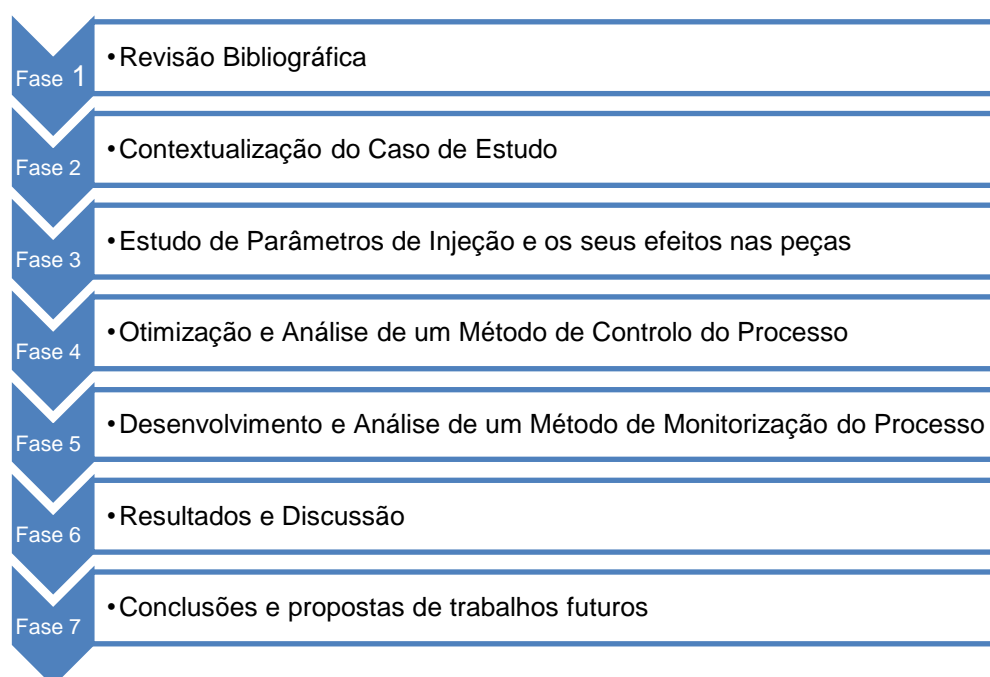 Fase 1
•Revisão Bibliográfica
Fase 2
•Contextualização do Caso de Estudo
Fase 3
•Estudo de Parâmetros de Injeção e os seus efeitos nas peças
Fase 4
•Otimização e Análise de um Método de Controlo do Processo
Fase 5
•Desenvolvimento e Análise de um Método de Monitorização do Processo
Fase 6
•Resultados e Discussão
Fase 7
•Conclusões e propostas de trabalhos futuros